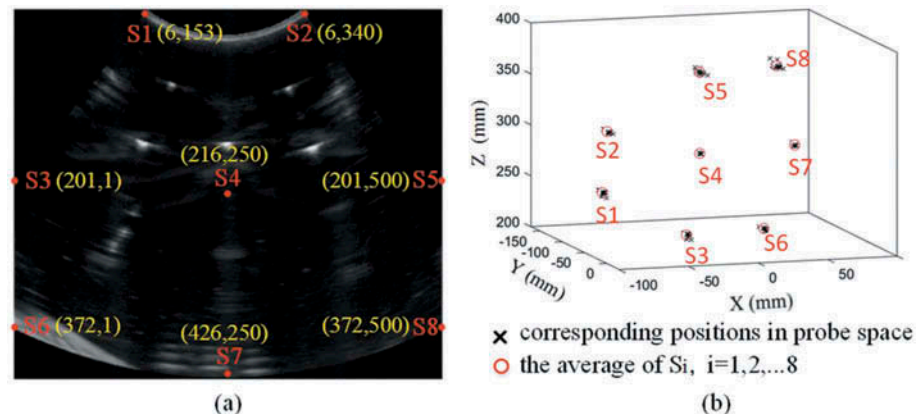 S1 (6,153)
S2 (6,340)
(216,250)
S3 (201,1)
S4
(201,500) S5
S6 (372,1)
(426,250)
(372,500) S8
S7
(a)
400
350
300
250
200
Z (mm)
-150
-100
-50
0
Y (mm)
-50
0
50
X (mm)
S8
S5
S2
S4
S7
S1
S3
S6
× corresponding positions in probe space
○ the average of Si, i=1,2,...8
(b)